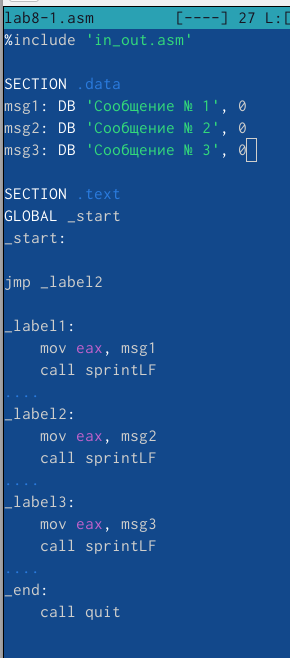 lab8-1.asm [----] 27 L:[
%include 'in_out.asm'
SECTION .data
msg1: DB 'Сообщение № 1', 0
msg2: DB 'Сообщение № 2', 0
msg3: DB 'Сообщение № 3', 0
SECTION .text
GLOBAL _start
_start:
jmp _label2
_label1:
mov eax, msg1
call sprintLF
....
_label2:
mov eax, msg2
call sprintLF
....
_label3:
mov eax, msg3
call sprintLF
....
_end:
call quit